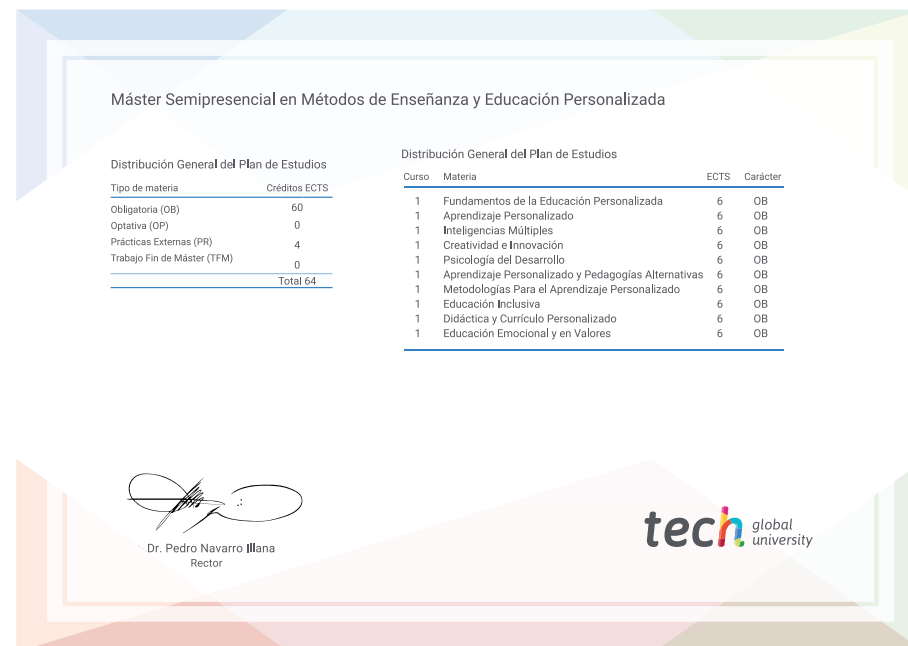 Máster Semipresencial en Métodos de Enseñanza y Educación Personalizada
Distribución General del Plan de Estudios
Tipo de materia Créditos ECTS
Obligatoria (OB) 60
Optativa (OP) 0
Prácticas Externas (PR) 4
Trabajo Fin de Máster (TFM) 0
Total 64
Distribución General del Plan de Estudios
Curso Materia ECTS Carácter
1 Fundamentos de la Educación Personalizada 6 OB
1 Aprendizaje Personalizado 6 OB
1 Inteligencias Múltiples 6 OB
1 Creatividad e Innovación 6 OB
1 Psicología del Desarrollo 6 OB
1 Aprendizaje Personalizado y Pedagogías Alternativas 6 OB
1 Metodologías Para el Aprendizaje Personalizado 6 OB
1 Educación Inclusiva 6 OB
1 Didáctica y Currículo Personalizado 6 OB
1 Educación Emocional y en Valores 6 OB
Dr. Pedro Navarro Illana
Rector
tech global
university